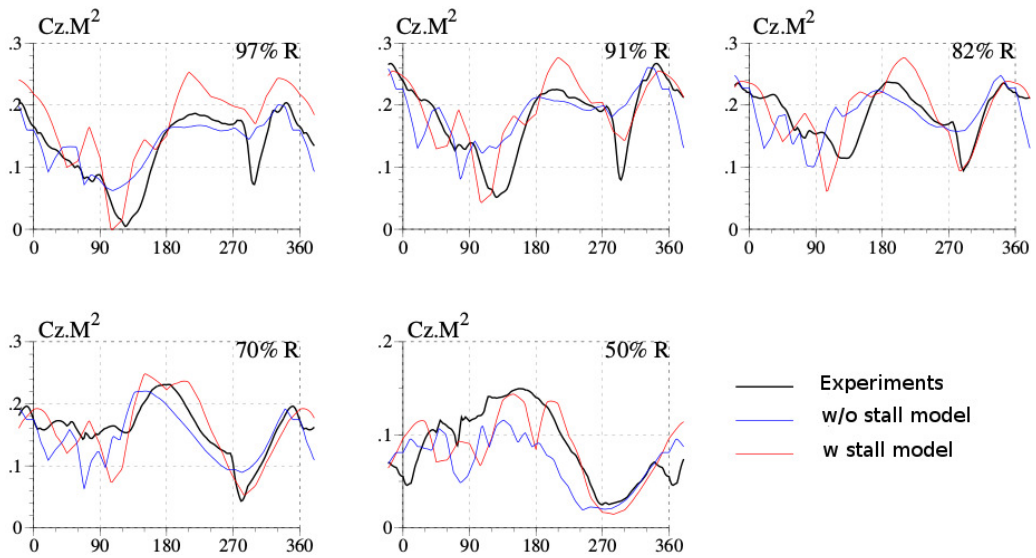 Cz.M²
.3
.2
.1
0
97% R
0 90 180 270 360
Cz.M²
.3
.2
.1
0
91% R
0 90 180 270 360
Cz.M²
.3
.2
.1
0
82% R
0 90 180 270 360
Cz.M²
.3
.2
.1
0
70% R
0 90 180 270 360
Cz.M²
.2
.1
0
50% R
0 90 180 270 360
Experiments
w/o stall model
w stall model